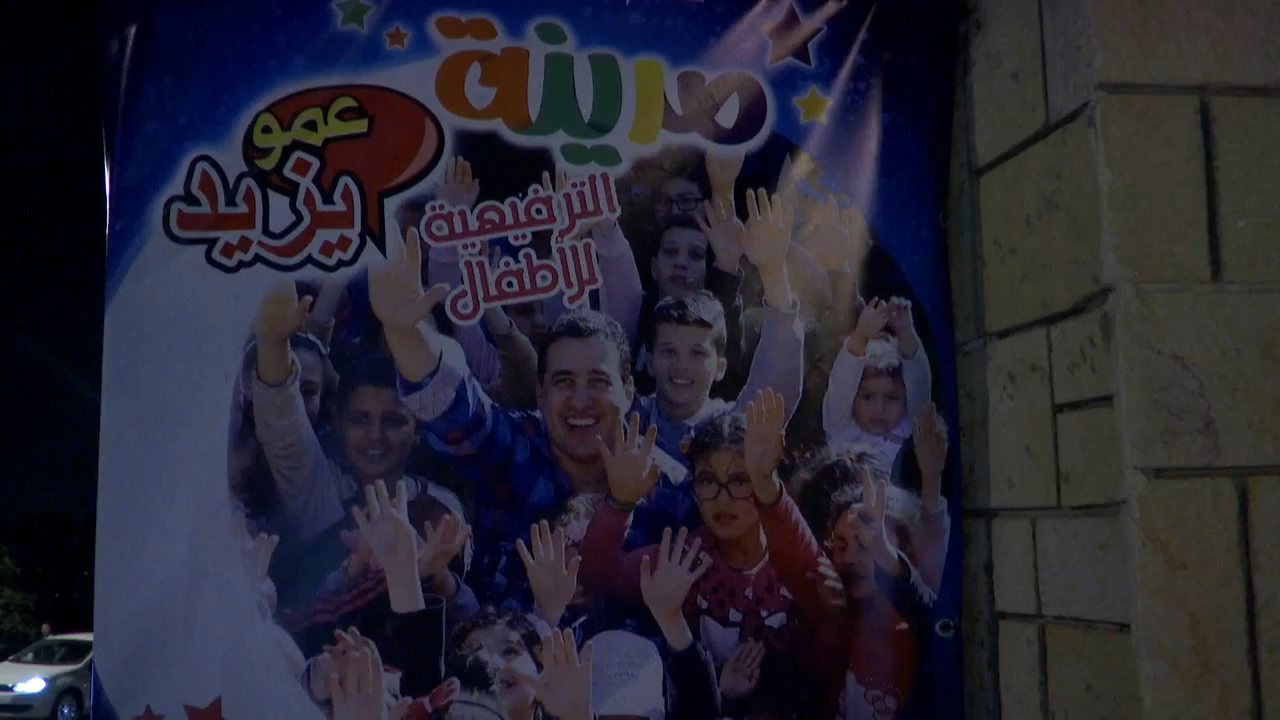 مدينة
عمو
يزيد
الترفيهية
للأطفال